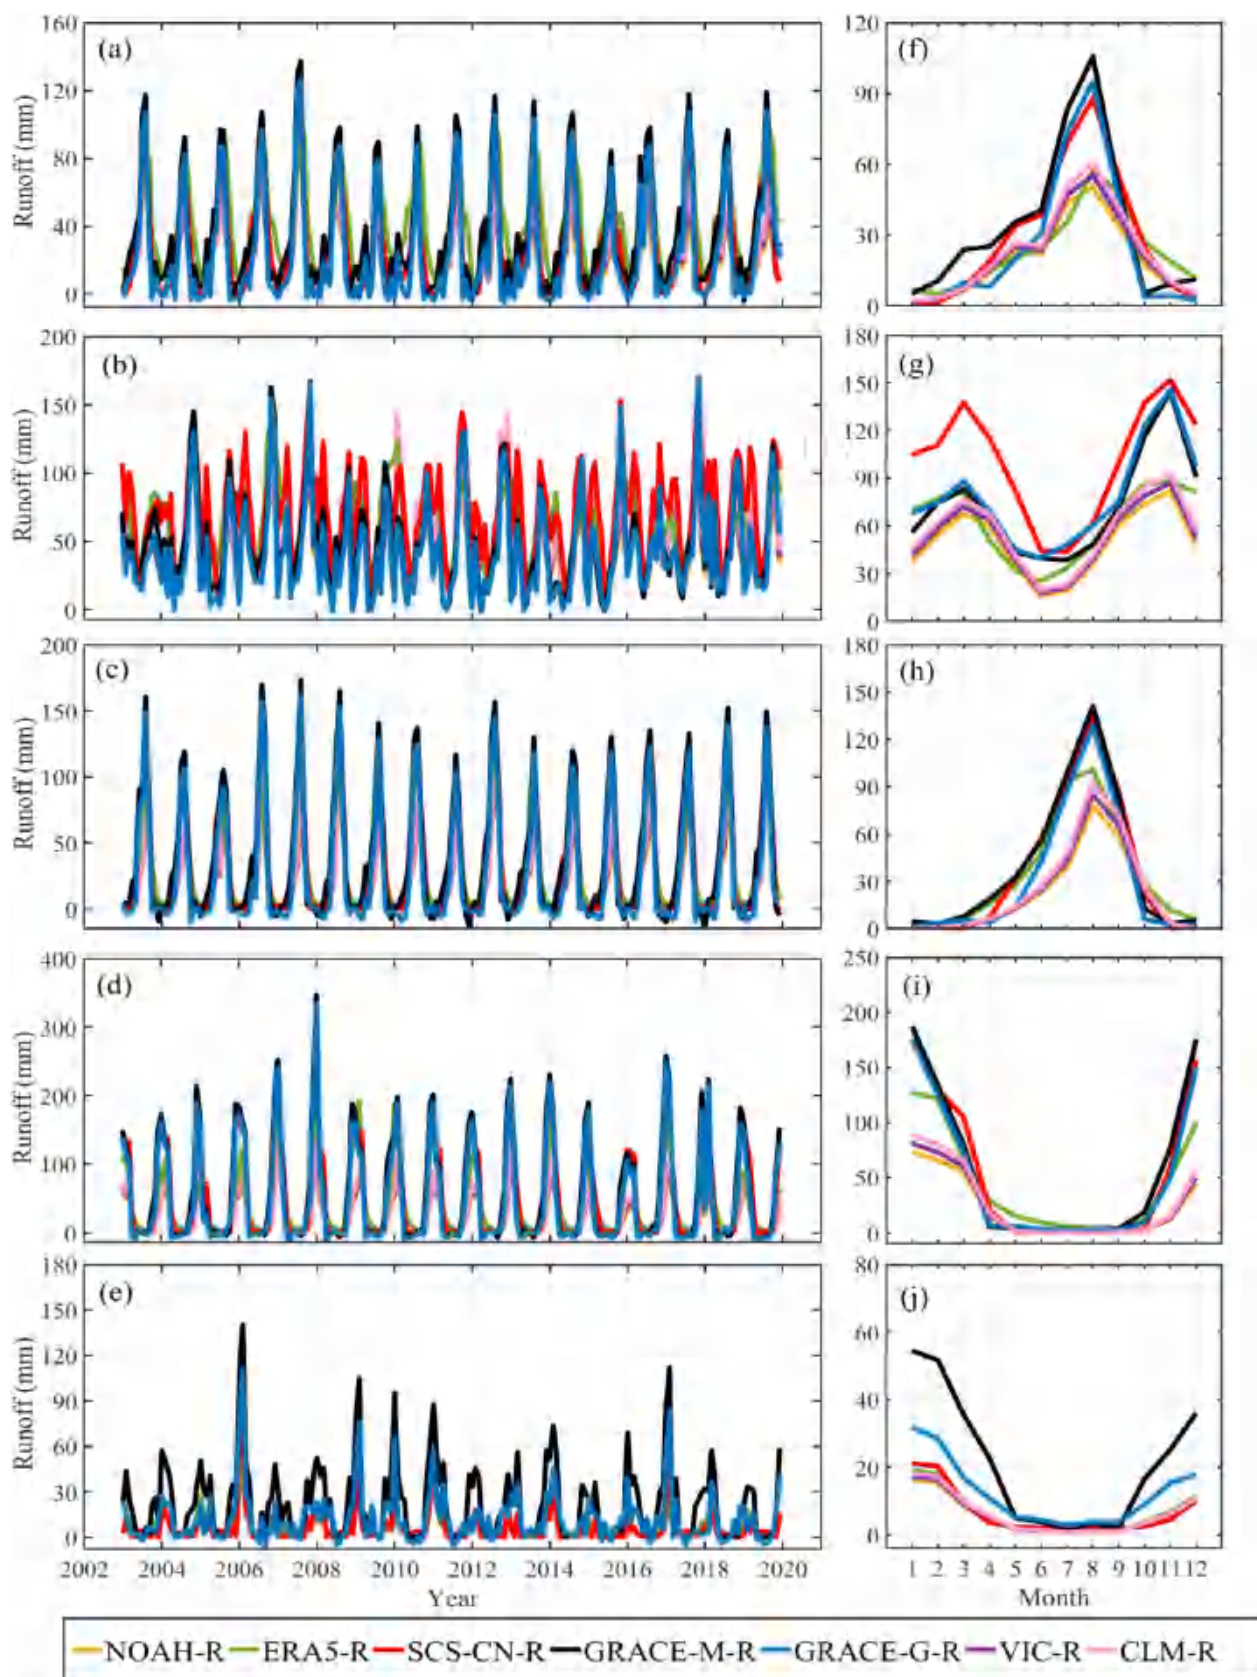 (a)
Runoff (mm)
160
120
80
40
0
(f)
120
90
60
30
0
(b)
Runoff (mm)
200
150
100
50
0
(g)
180
150
120
90
60
30
0
(c)
Runoff (mm)
200
150
100
50
0
(h)
180
150
120
90
60
30
0
(d)
Runoff (mm)
400
300
200
100
0
(i)
250
200
150
100
50
0
(e)
Runoff (mm)
180
150
120
90
60
30
0
(j)
80
60
40
20
0
2002 2004 2006 2008 2010 2012 2014 2016 2018 2020
Year
1 2 3 4 5 6 7 8 9 10 11 12
Month
NOAH-R ERA5-R SCS-CN-R GRACE-M-R GRACE-G-R VIC-R CLM-R